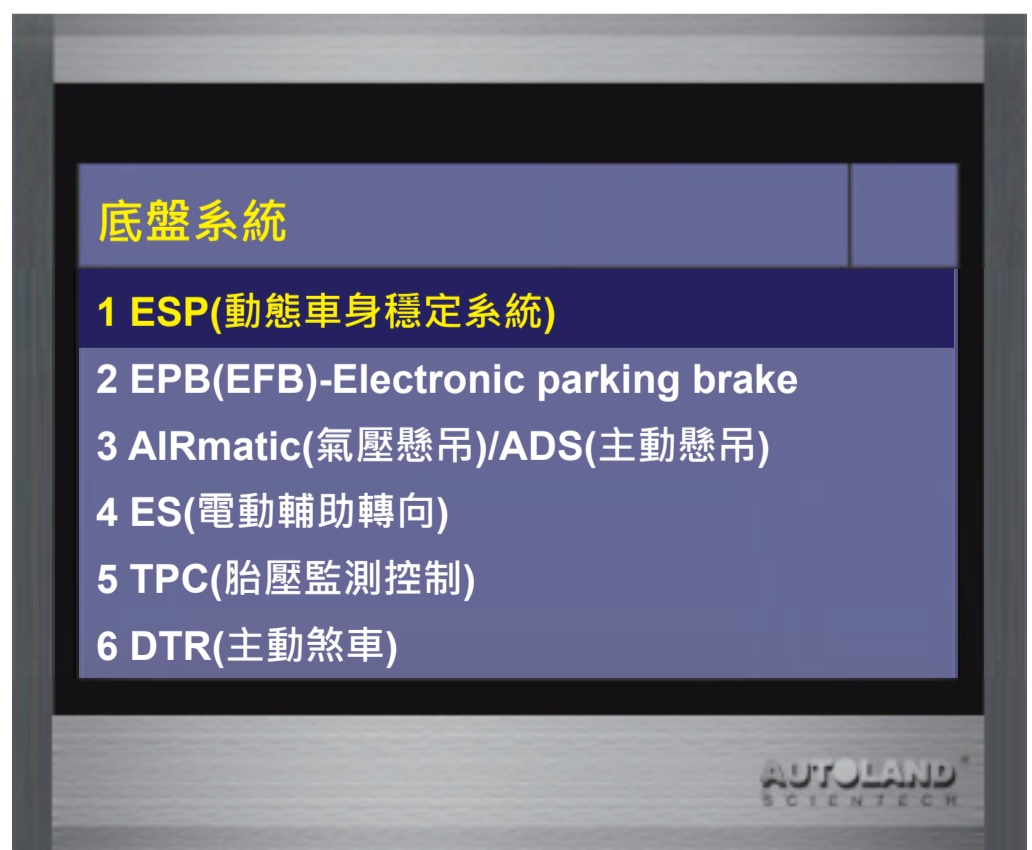 底盤系統
1 ESP(動態車身穩定系統)
2 EPB(EFB)-Electronic parking brake
3 AIRmatic(氣壓懸吊)/ADS(主動懸吊)
4 ES(電動輔助轉向)
5 TPC(胎壓監測控制)
6 DTR(主動煞車)
AUTOLAND
SCIENTECH